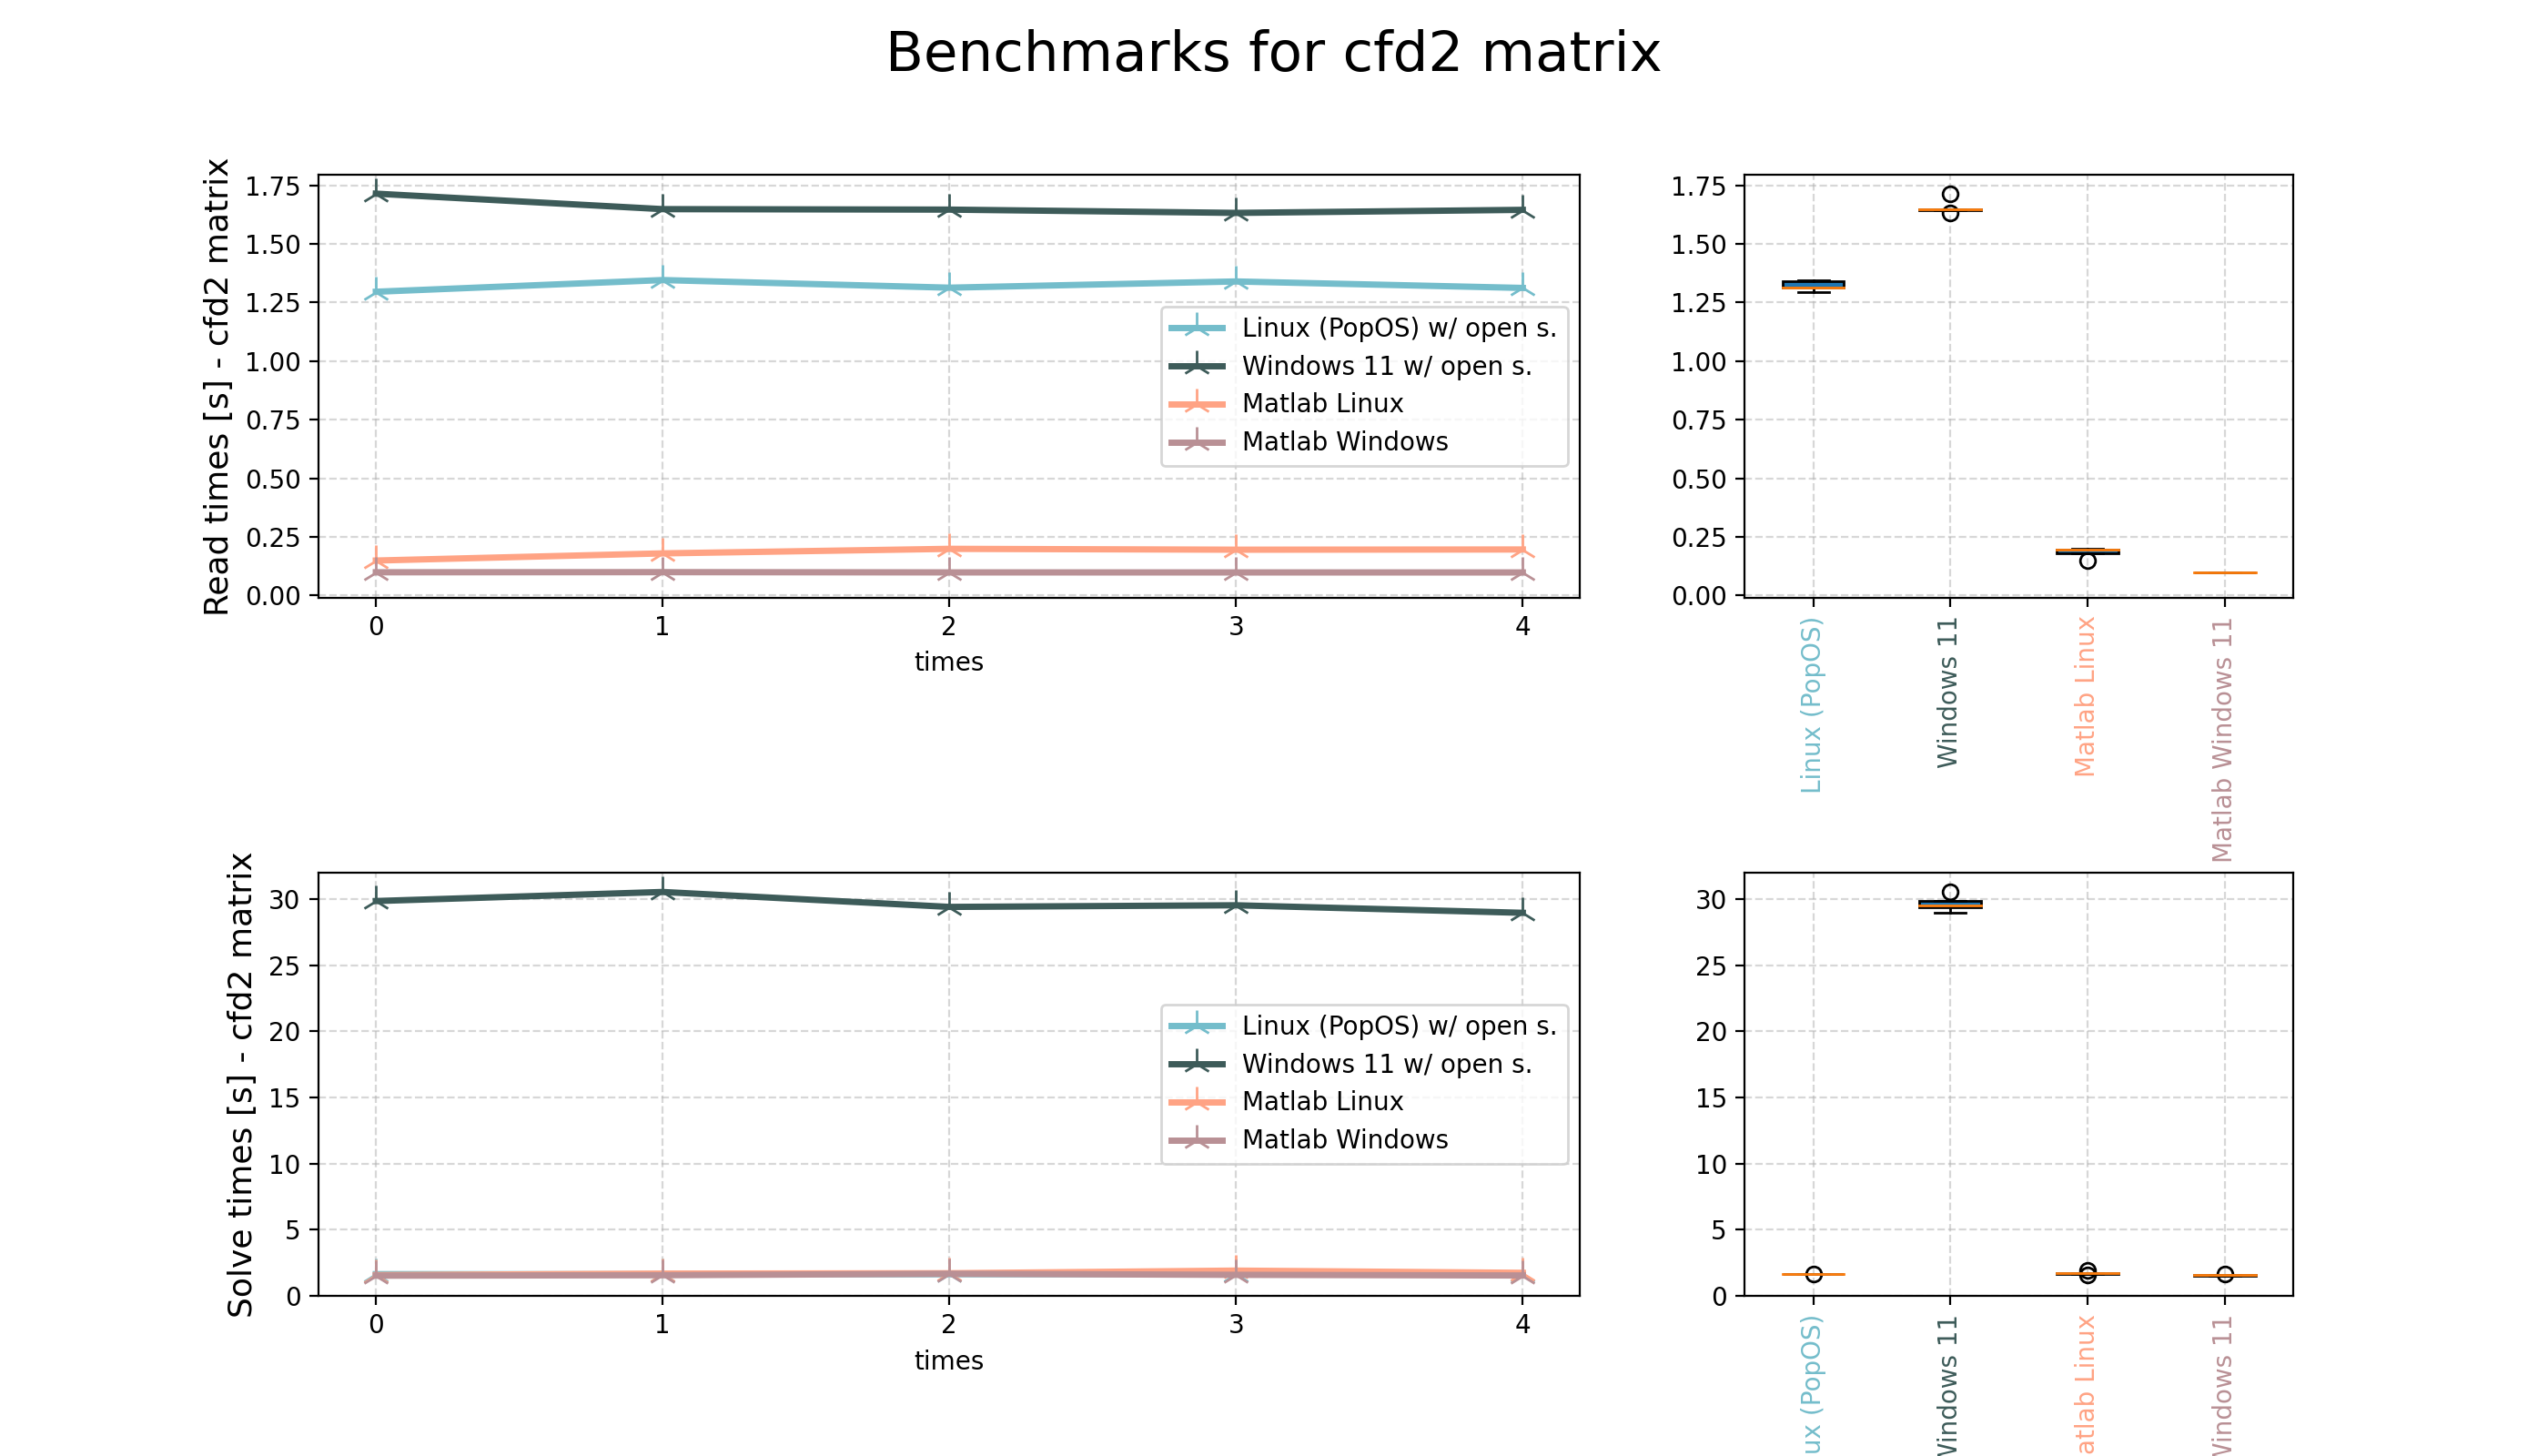 Benchmarks for cfd2 matrix
Read times [s] - cfd2 matrix
1.75
1.50
1.25
1.00
0.75
0.50
0.25
0.00
0 1 2 3 4
times
Linux (PopOS) w/ open s.
Windows 11 w/ open s.
Matlab Linux
Matlab Windows
1.75
1.50
1.25
1.00
0.75
0.50
0.25
0.00
Linux (PopOS)
Windows 11
Matlab Linux
Matlab Windows 11
Solve times [s] - cfd2 matrix
30
25
20
15
10
5
0
0 1 2 3 4
times
Linux (PopOS) w/ open s.
Windows 11 w/ open s.
Matlab Linux
Matlab Windows
30
25
20
15
10
5
0
ux (PopOS)
Windows 11
atlab Linux
Windows 11